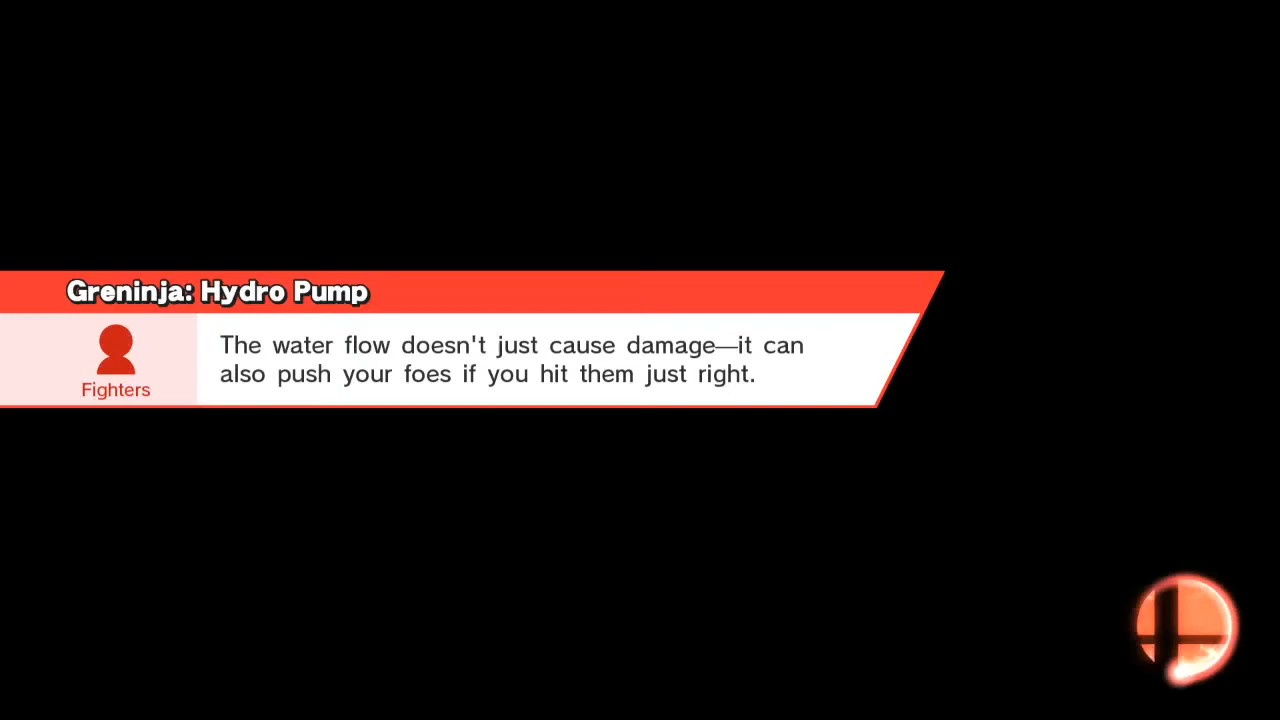 Greninja: Hydro Pump
The water flow doesn't just cause damage—it can
also push your foes if you hit them just right.
Fighters